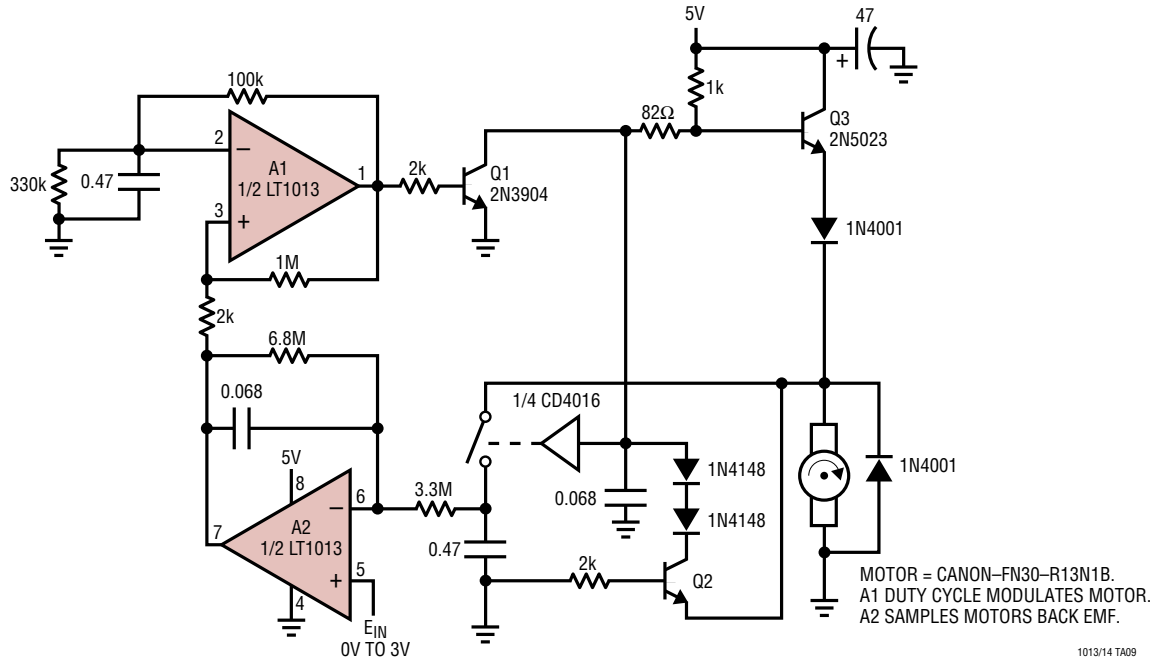 5V
47
+
100k
1k
82Ω
2
−
A1
1/2 LT1013
1
2k
Q1
2N3904
Q3
2N5023
330k
0.47
3
+
1N4001
1M
2k
6.8M
0.068
1/4 CD4016
5V
8
1N4148
1N4001
3.3M
6
−
0.068
7
A2
1/2 LT1013
1N4148
0.47
+
5
2k
Q2
4
EIN
0V TO 3V
MOTOR = CANON–FN30–R13N1B.
A1 DUTY CYCLE MODULATES MOTOR.
A2 SAMPLES MOTORS BACK EMF.
1013/14 TA09